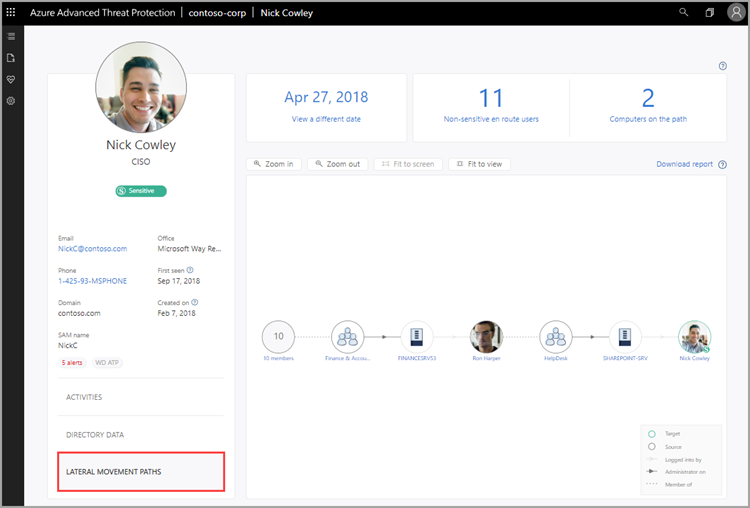 Azure Advanced Threat Protection | contoso-corp | Nick Cowley
Nick Cowley
CISO
Sensitive
Email
NickC@contoso.com
Office
Microsoft Way Re...
Phone
1-425-93-MSPHONE
First seen
Sep 17, 2018
Domain
contoso.com
Created on
Feb 7, 2018
SAM name
NickC
5 alerts
WD ATP
ACTIVITIES
DIRECTORY DATA
LATERAL MOVEMENT PATHS
Apr 27, 2018
View a different date
11
Non-sensitive en route users
2
Computers on the path
Zoom in
Zoom out
Fit to screen
Fit to view
Download report
10
10 members
Finance & Accou...
FINANCESRV53
Ron Harper
HelpDesk
SHAREPOINT-SRV
Nick Cowley
Target
Source
Logged into by
Administrator on
Member of